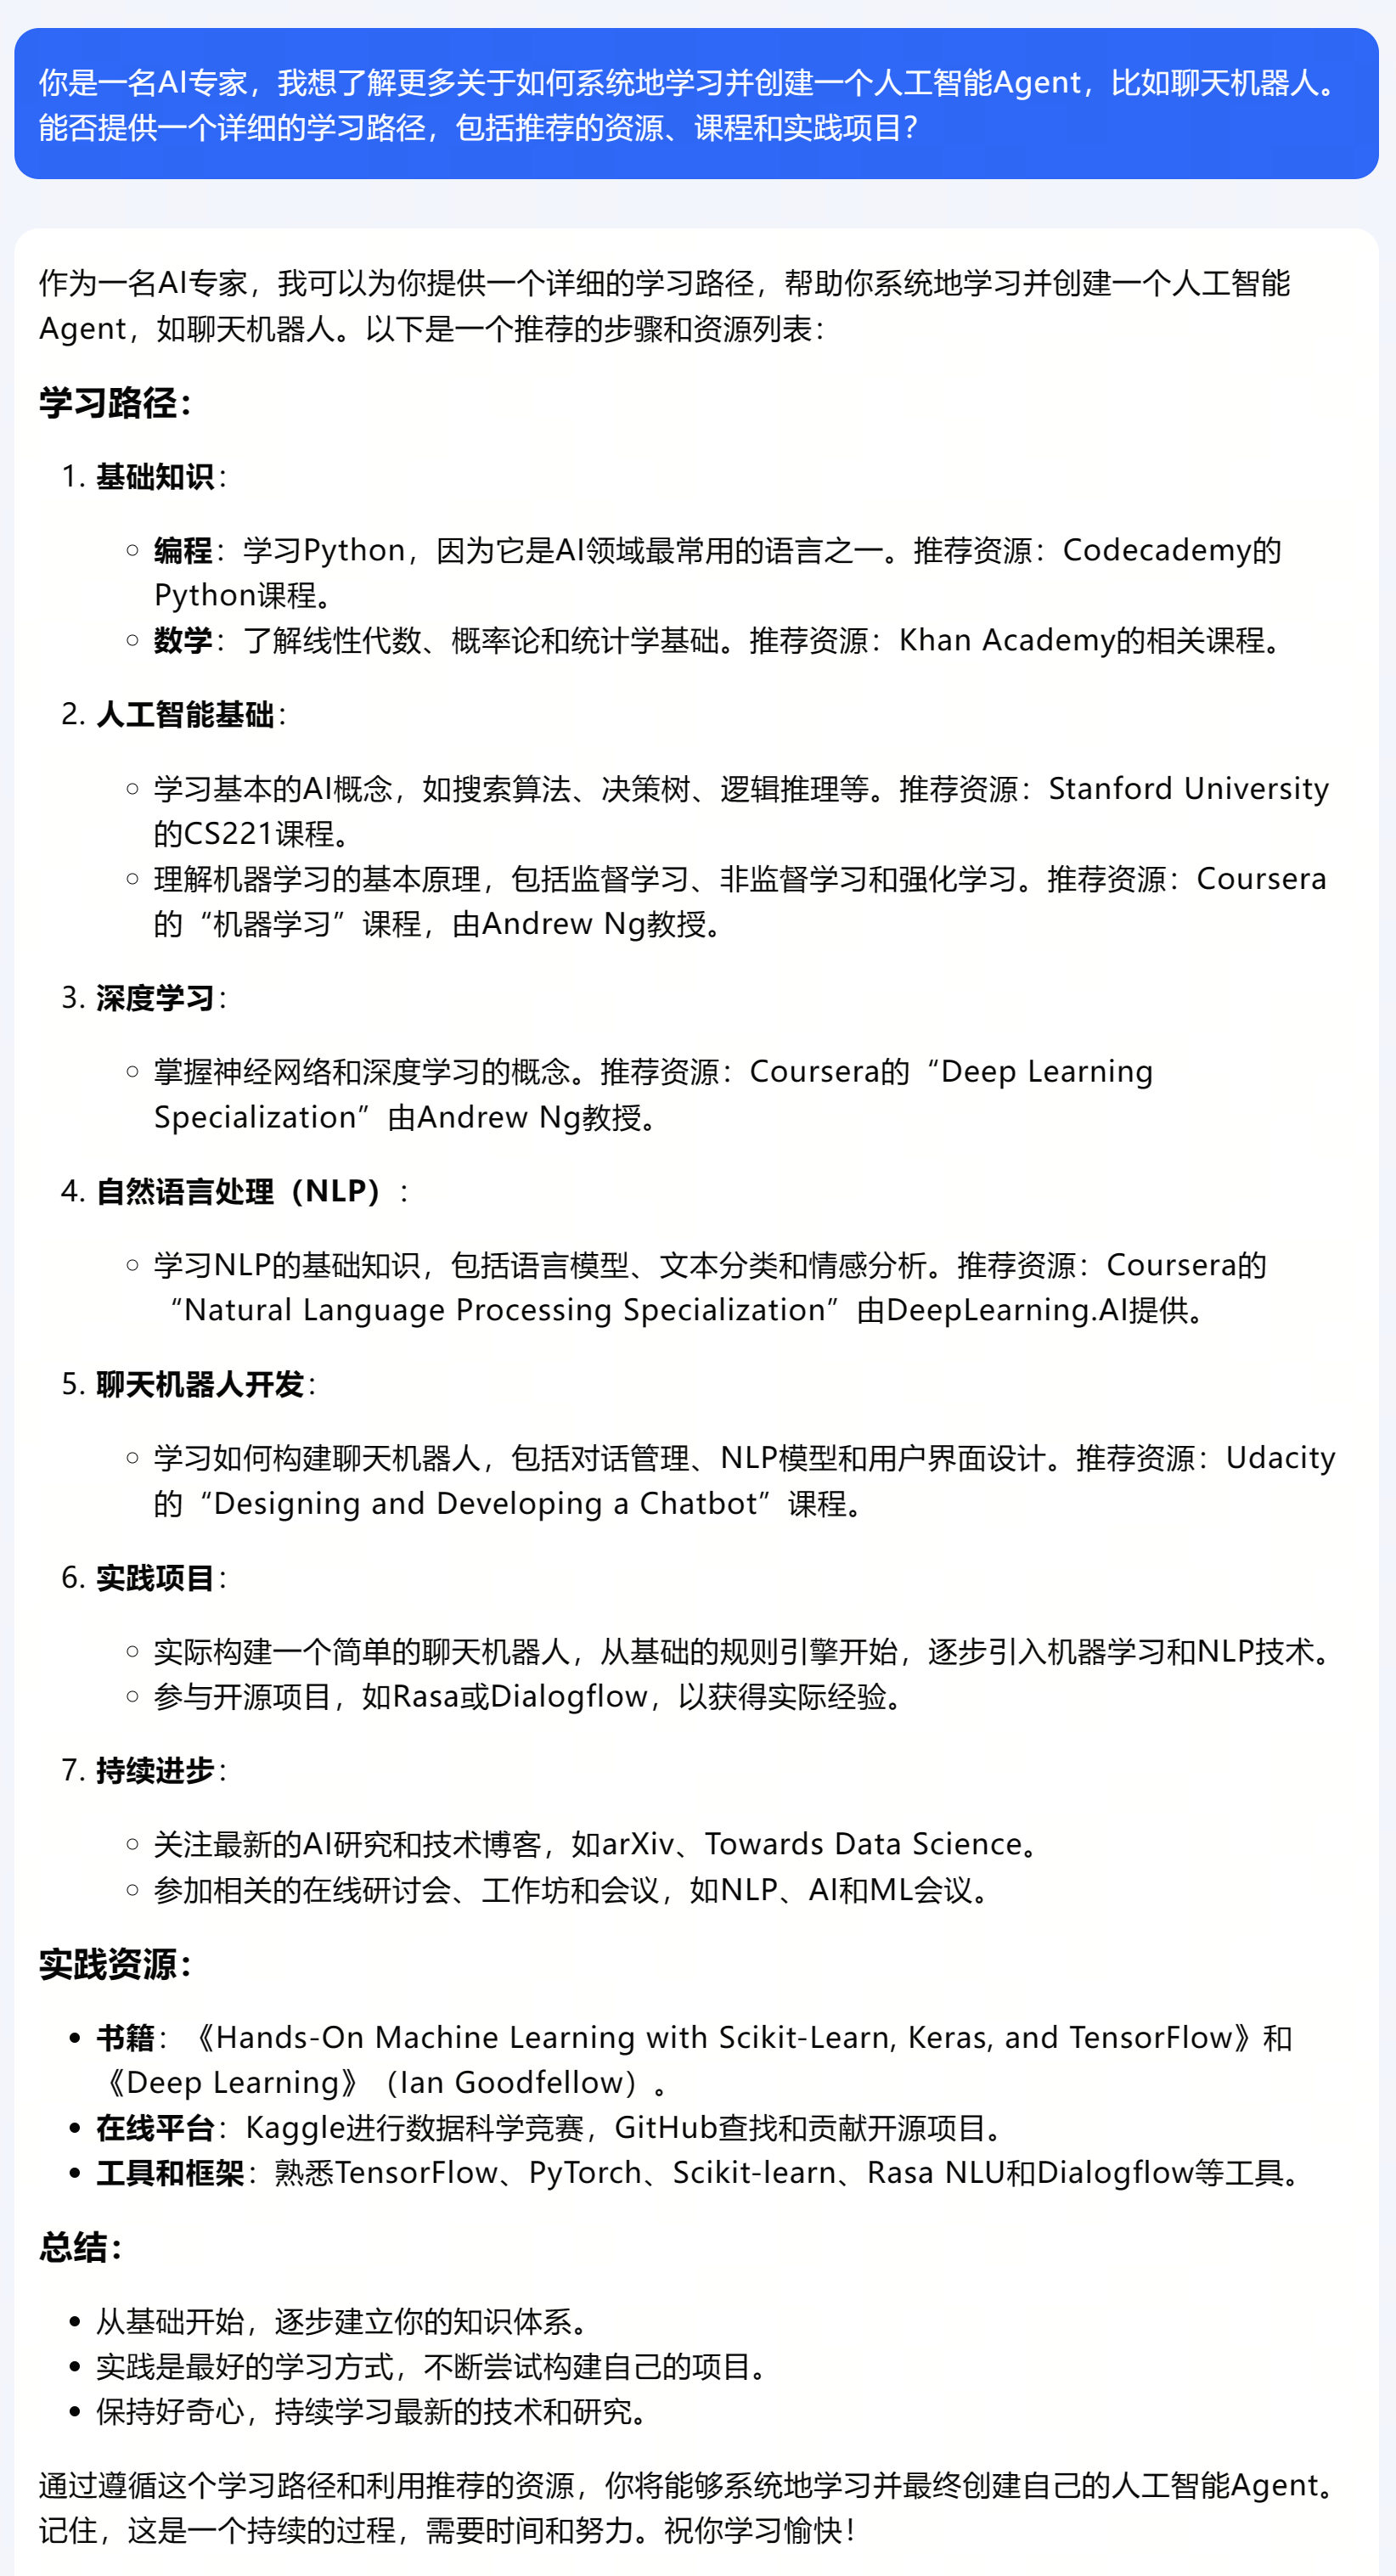 你是一名AI专家，我想了解更多关于如何系统地学习并创建一个人工智能Agent，比如聊天机器人。
能否提供一个详细的学习路径，包括推荐的资源、课程和实践项目？
作为一名AI专家，我可以为你提供一个详细的学习路径，帮助你系统地学习并创建一个人工智能
Agent，如聊天机器人。以下是一个推荐的步骤和资源列表：
学习路径：
1. 基础知识：
○ 编程：学习Python，因为它是AI领域最常用的语言之一。推荐资源：Codecademy的
Python课程。
○ 数学：了解线性代数、概率论和统计学基础。推荐资源：Khan Academy的相关课程。
2. 人工智能基础：
○ 学习基本的AI概念，如搜索算法、决策树、逻辑推理等。推荐资源：Stanford University
的CS221课程。
○ 理解机器学习的基本原理，包括监督学习、非监督学习和强化学习。推荐资源：Coursera
的“机器学习”课程，由Andrew Ng教授。
3. 深度学习：
○ 掌握神经网络和深度学习的概念。推荐资源：Coursera的“Deep Learning
Specialization”由Andrew Ng教授。
4. 自然语言处理（NLP）：
○ 学习NLP的基础知识，包括语言模型、文本分类和情感分析。推荐资源：Coursera的
“Natural Language Processing Specialization”由DeepLearning.AI提供。
5. 聊天机器人开发：
○ 学习如何构建聊天机器人，包括对话管理、NLP模型和用户界面设计。推荐资源：Udacity
的“Designing and Developing a Chatbot”课程。
6. 实践项目：
○ 实际构建一个简单的聊天机器人，从基础的规则引擎开始，逐步引入机器学习和NLP技术。
○ 参与开源项目，如Rasa或Dialogflow，以获得实际经验。
7. 持续进步：
○ 关注最新的AI研究和技术博客，如arXiv、Towards Data Science。
○ 参加相关的在线研讨会、工作坊和会议，如NLP、AI和ML会议。
实践资源：
• 书籍：《Hands-On Machine Learning with Scikit-Learn, Keras, and TensorFlow》和
《Deep Learning》（Ian Goodfellow）。
• 在线平台：Kaggle进行数据科学竞赛，GitHub查找和贡献开源项目。
• 工具和框架：熟悉TensorFlow、PyTorch、Scikit-learn、Rasa NLU和Dialogflow等工具。
总结：
• 从基础开始，逐步建立你的知识体系。
• 实践是最好的学习方式，不断尝试构建自己的项目。
• 保持好奇心，持续学习最新的技术和研究。
通过遵循这个学习路径和利用推荐的资源，你将能够系统地学习并最终创建自己的人工智能Agent。
记住，这是一个持续的过程，需要时间和努力。祝你学习愉快！